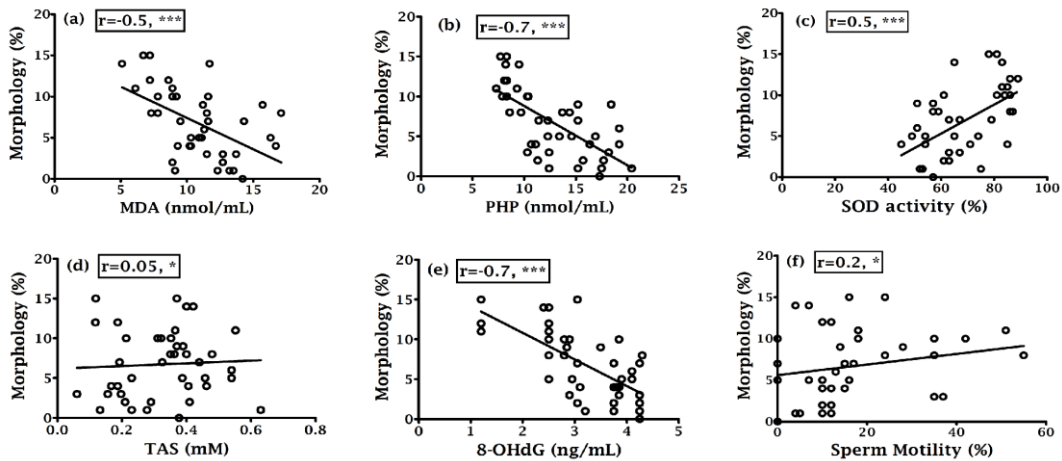 (a)
r=-0.5, ***
Morphology (%)
20
15
10
5
0
0
5
10
15
20
MDA (nmol/mL)
(b)
r=-0.7, ***
Morphology (%)
20
15
10
5
0
0
5
10
15
20
25
PHP (nmol/mL)
(c)
r=0.5, ***
Morphology (%)
20
15
10
5
0
0
20
40
60
80
100
SOD activity (%)
(d)
r=0.05, *
Morphology (%)
20
15
10
5
0
0.0
0.2
0.4
0.6
0.8
TAS (mM)
(e)
r=-0.7, ***
Morphology (%)
20
15
10
5
0
0
1
2
3
4
5
8-OHdG (ng/mL)
(f)
r=0.2, *
Morphology (%)
20
15
10
5
0
0
20
40
60
Sperm Motility (%)